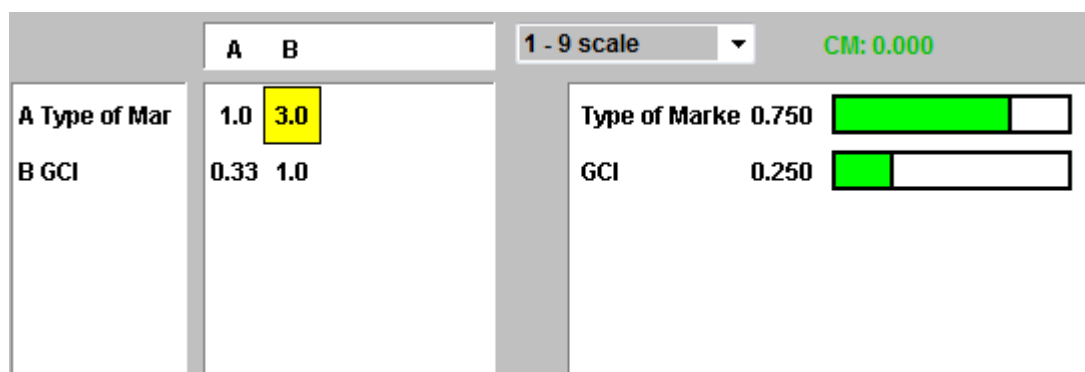 A B
1 - 9 scale
CM: 0.000
A Type of Mar 1.0 3.0
Type of Marke 0.750
B GCI 0.33 1.0
GCI 0.250